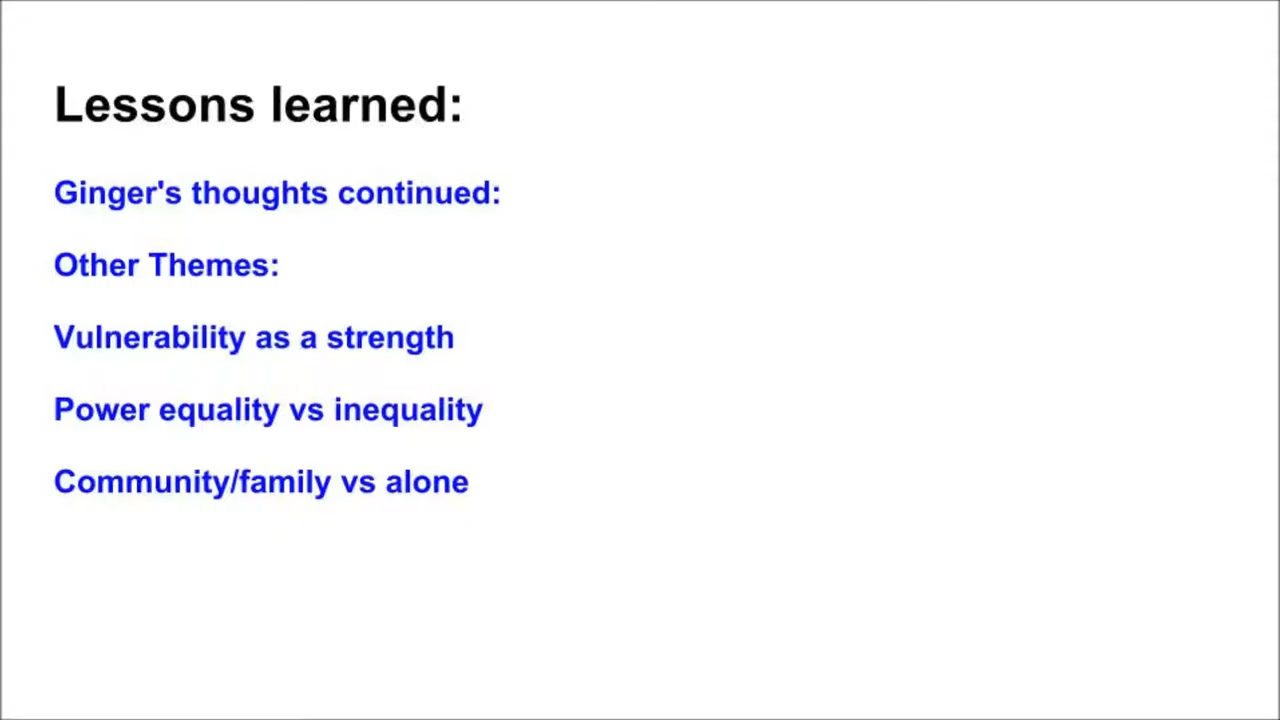 Lessons learned:
Ginger's thoughts continued:
Other Themes:
Vulnerability as a strength
Power equality vs inequality
Community/family vs alone